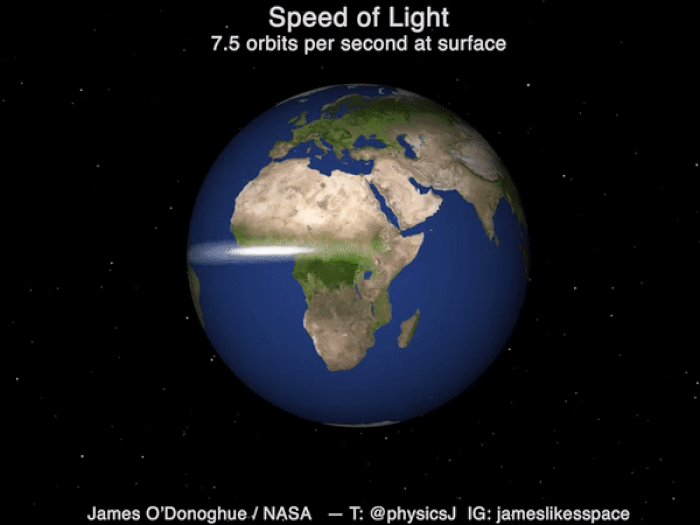 Speed of Light
7.5 orbits per second at surface
James O'Donoghue / NASA — T: @physicsJ IG: jameslikesspace